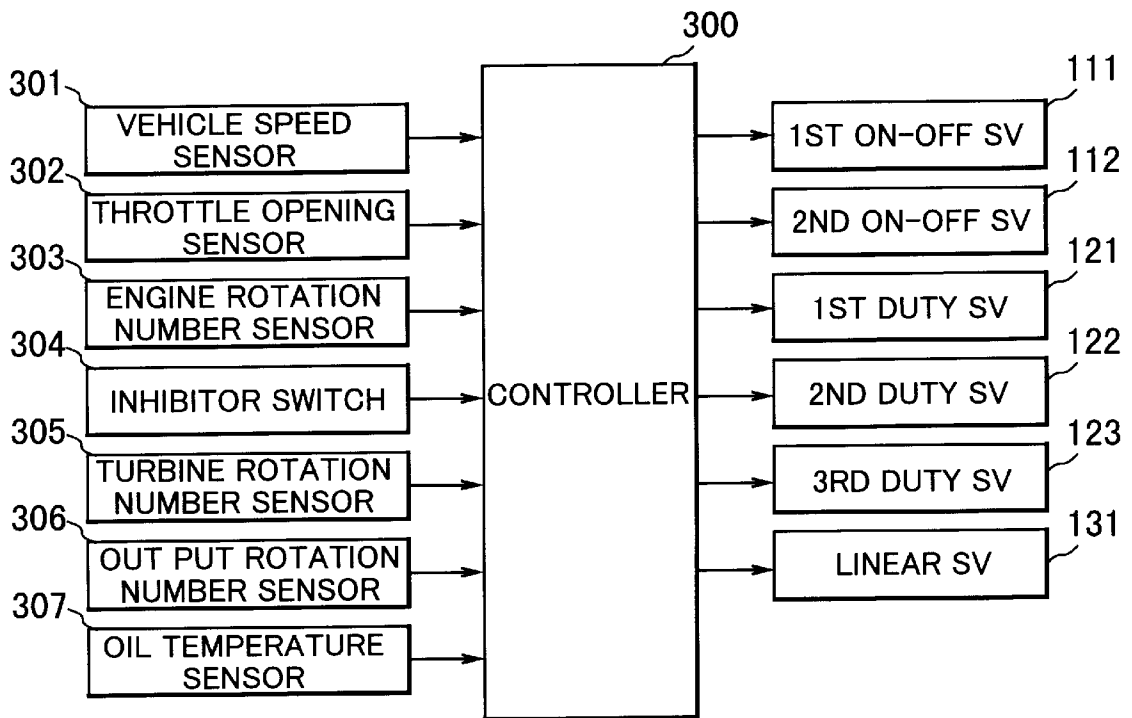 300
301
VEHICLE SPEED
SENSOR
302
THROTTLE OPENING
SENSOR
303
ENGINE ROTATION
NUMBER SENSOR
304
INHIBITOR SWITCH
305
TURBINE ROTATION
NUMBER SENSOR
306
OUT PUT ROTATION
NUMBER SENSOR
307
OIL TEMPERATURE
SENSOR
CONTROLLER
111
1ST ON-OFF SV
112
2ND ON-OFF SV
121
1ST DUTY SV
122
2ND DUTY SV
123
3RD DUTY SV
131
LINEAR SV